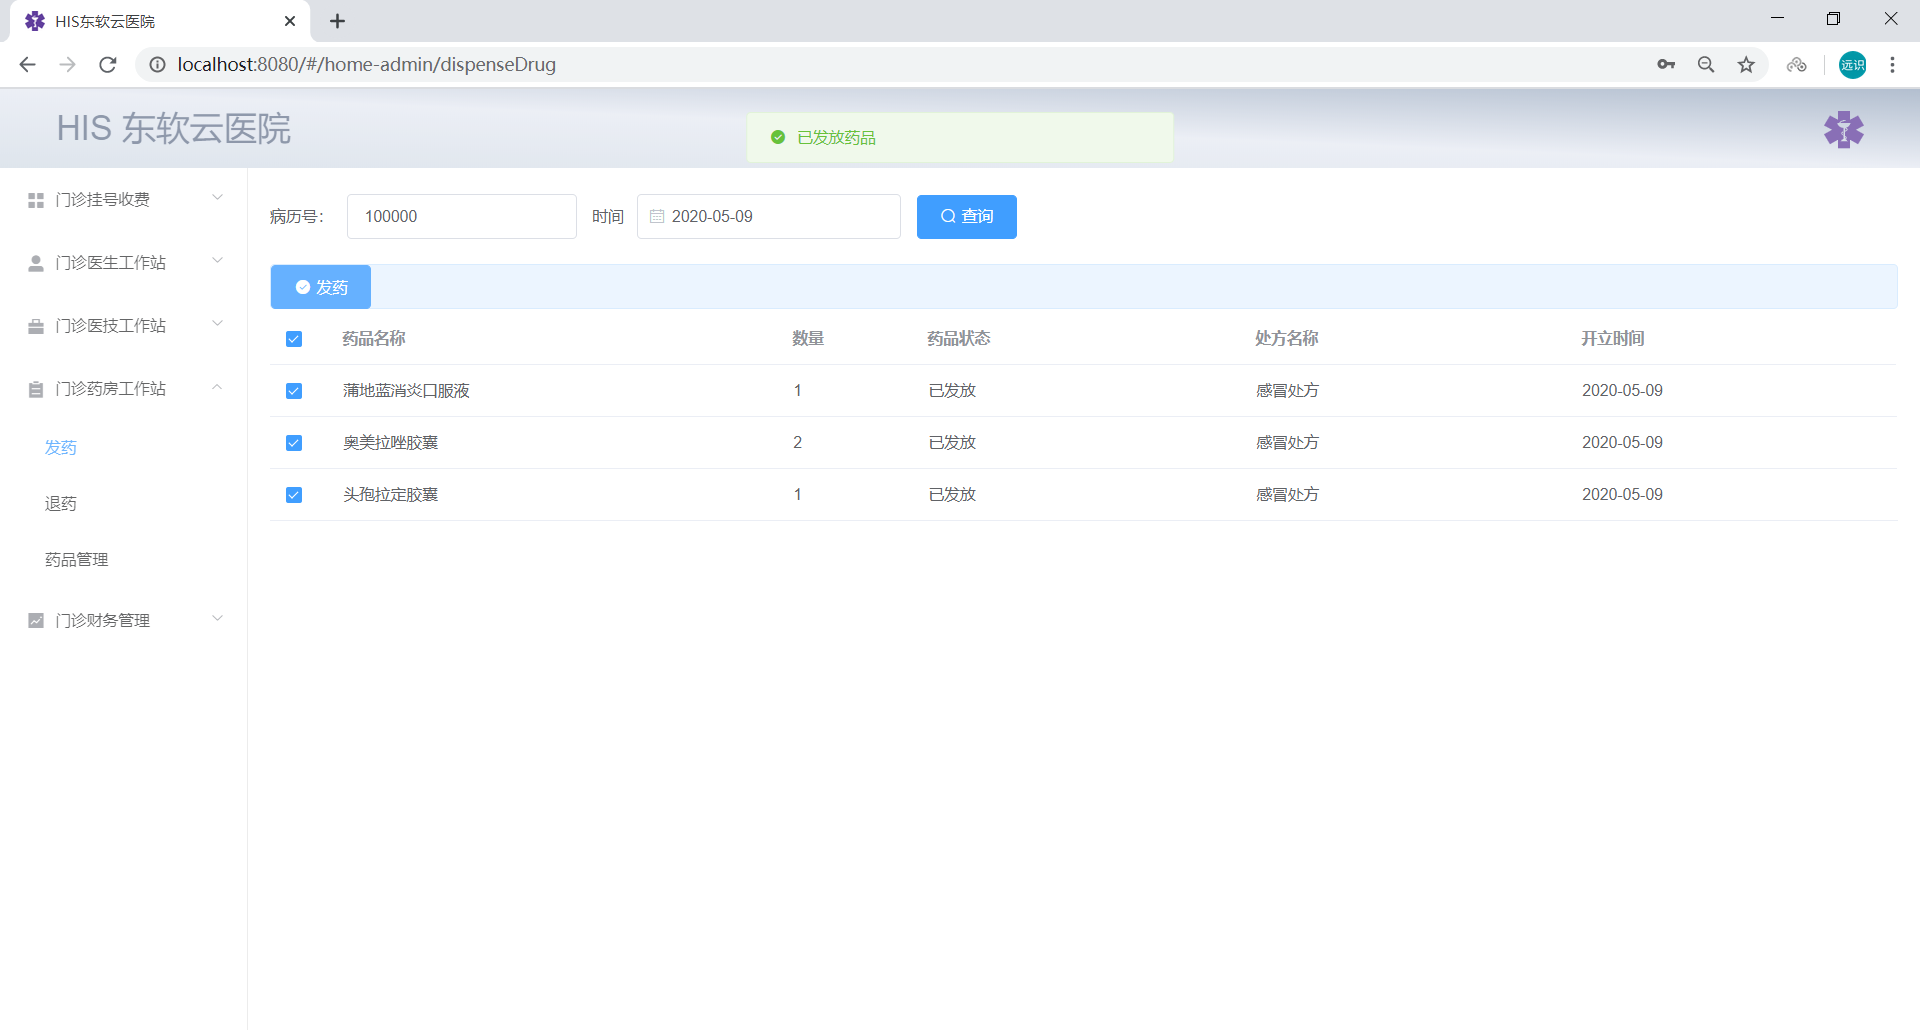 HIS东软云医院
localhost:8080/#/home-admin/dispenseDrug
远识
HIS 东软云医院
已发放药品
门诊挂号收费
门诊医生工作站
门诊医技工作站
门诊药房工作站
发药
退药
药品管理
门诊财务管理
病历号： 100000 时间 2020-05-09 查询
发药
药品名称 数量 药品状态 处方名称 开立时间
蒲地蓝消炎口服液 1 已发放 感冒处方 2020-05-09
奥美拉唑胶囊 2 已发放 感冒处方 2020-05-09
头孢拉定胶囊 1 已发放 感冒处方 2020-05-09